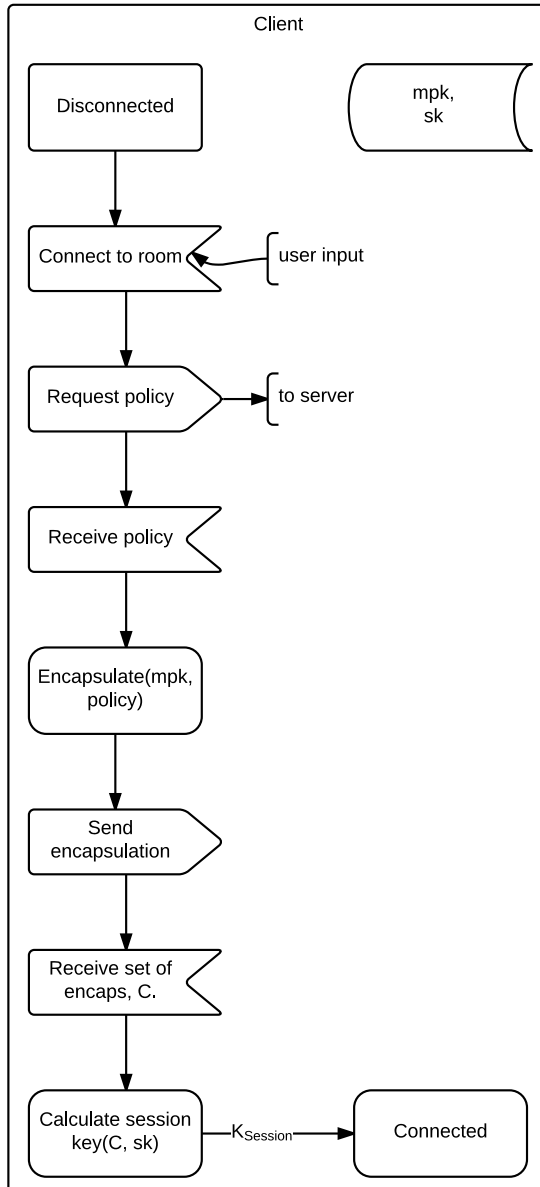 Client
Disconnected
mpk,
sk
Connect to room
user input
Request policy
to server
Receive policy
Encapsulate(mpk,
policy)
Send
encapsulation
Receive set of
encaps, C.
Calculate session
key(C, sk)
KSession
Connected